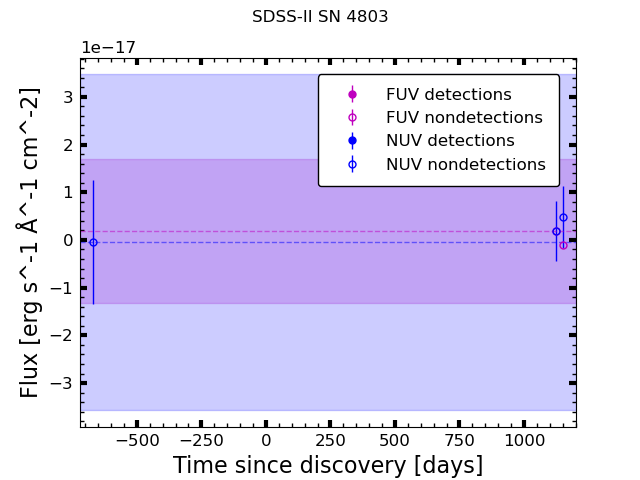 SDSS-II SN 4803
1e−17
FUV detections
FUV nondetections
NUV detections
NUV nondetections
3
2
1
0
−1
−2
−3
Flux [erg s^-1 Å^-1 cm^-2]
−500 −250 0 250 500 750 1000
Time since discovery [days]